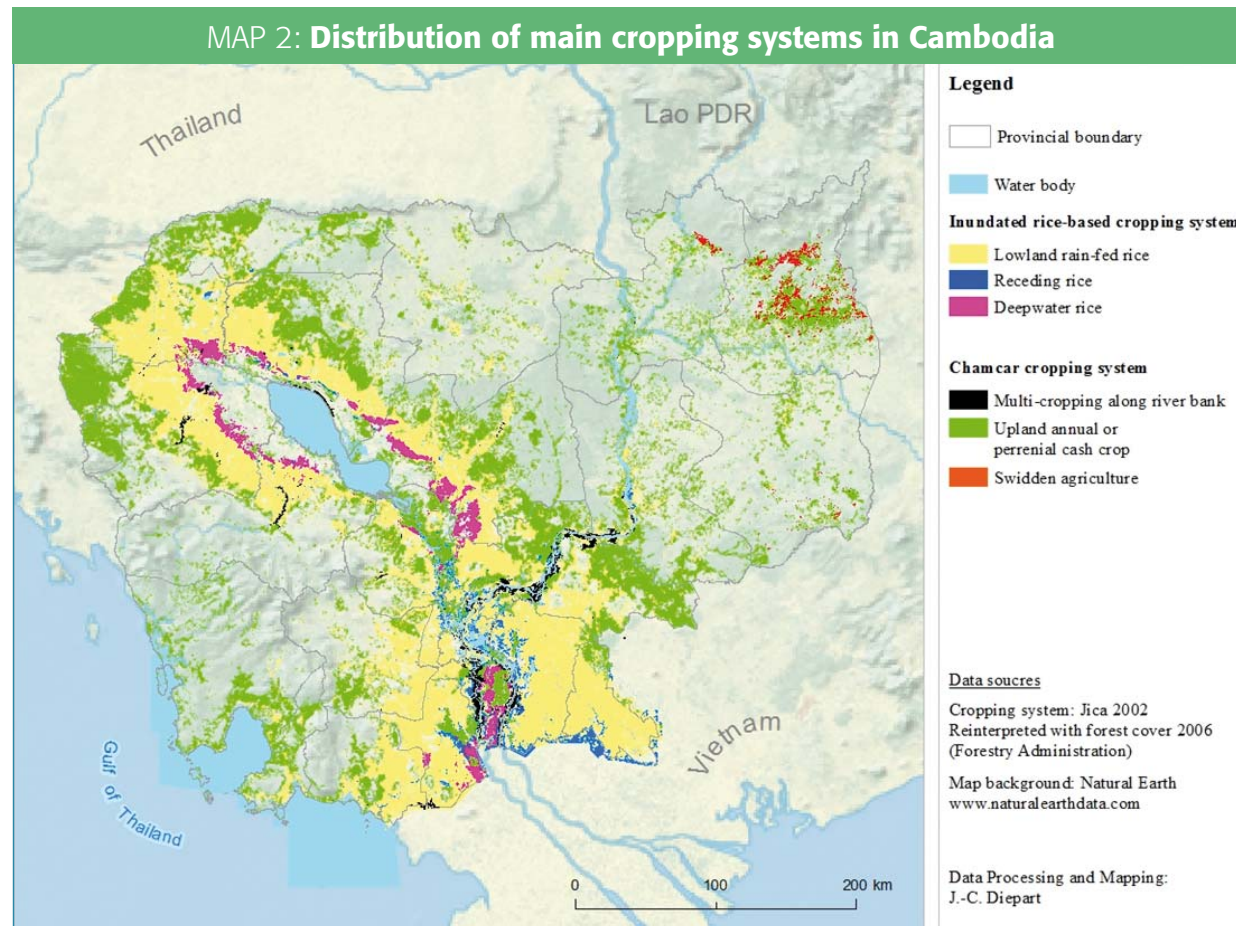 MAP 2: Distribution of main cropping systems in Cambodia
Thailand
Lao PDR
Vietnam
Gulf of Thailand
0 100 200 km
Legend
Provincial boundary
Water body
Inundated rice-based cropping system
Lowland rain-fed rice
Receding rice
Deepwater rice
Chamcar cropping system
Multi-cropping along river bank
Upland annual or
perrenial cash crop
Swidden agriculture
Data soucres
Cropping system: Jica 2002
Reinterpreted with forest cover 2006
(Forestry Administration)
Map background: Natural Earth
www.naturalearthdata.com
Data Processing and Mapping:
J.-C. Diepart